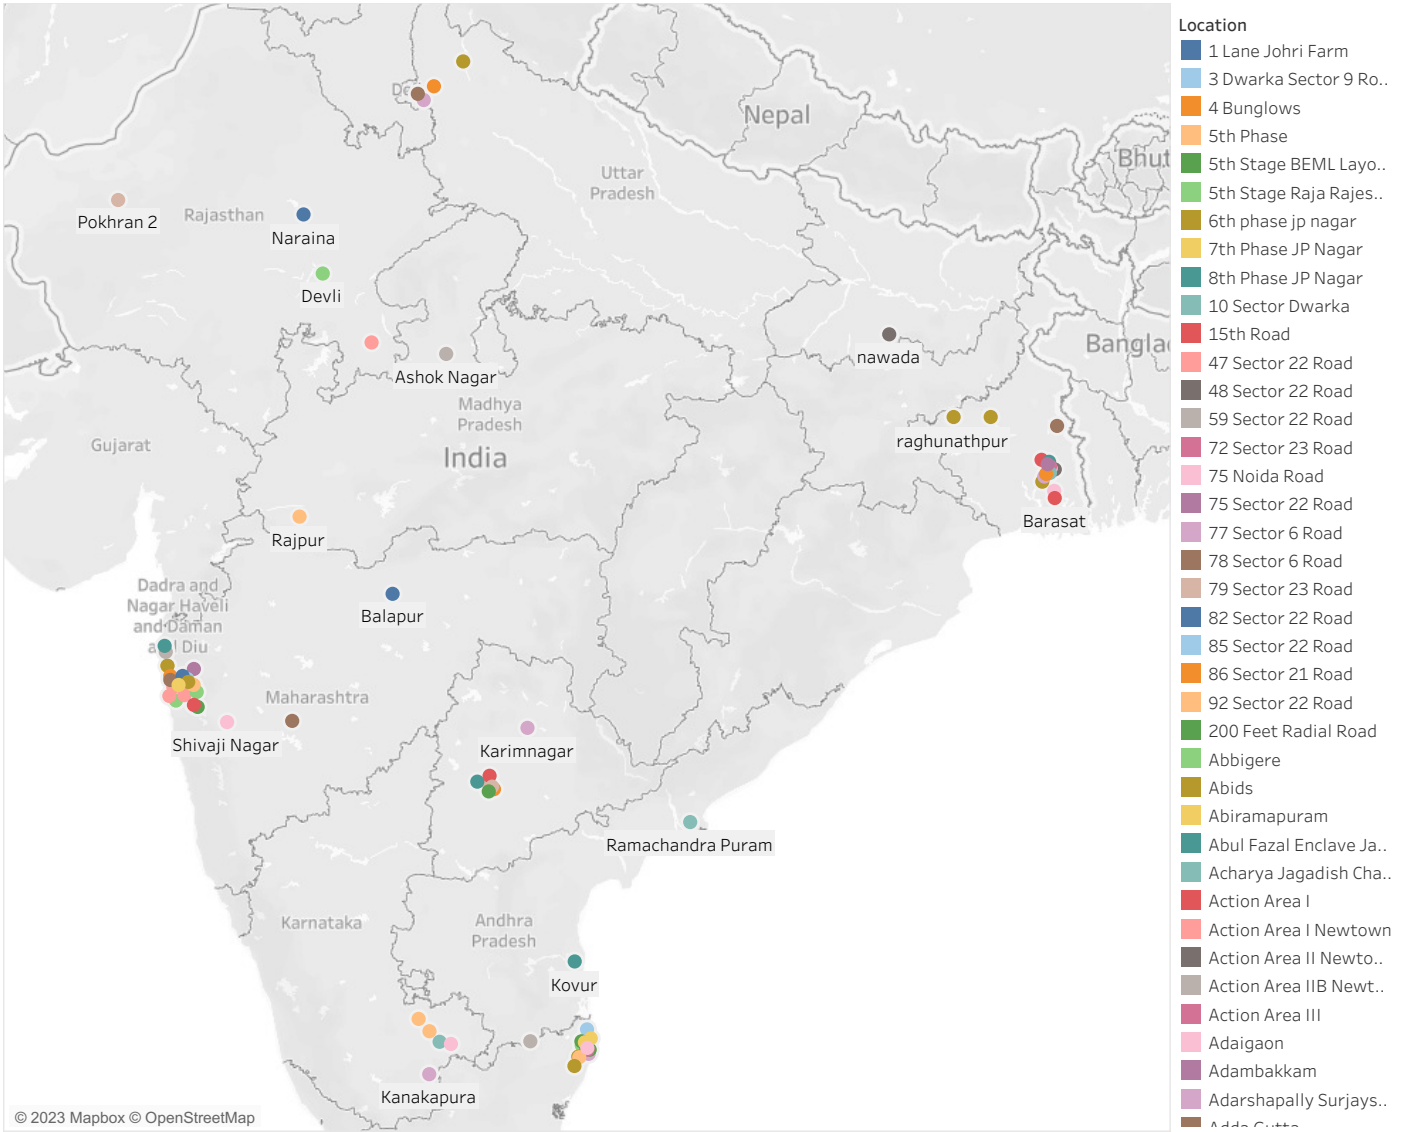 Nepal
Bhut
De
Uttar
Pradesh
Pokhran 2
Rajasthan
Naraina
Devli
Bangla
nawada
Ashok Nagar
Madhya
Pradesh
Gujarat
raghunathpur
India
Rajpur
Barasat
Dadra and
Nagar Haveli
and Daman
and Diu
Balapur
Maharashtra
Shivaji Nagar
Karimnagar
Ramachandra Puram
Karnataka
Andhra
Pradesh
Kovur
Kanakapura
© 2023 Mapbox © OpenStreetMap
Location
1 Lane Johri Farm
3 Dwarka Sector 9 Ro..
4 Bunglows
5th Phase
5th Stage BEML Layo..
5th Stage Raja Rajes..
6th phase jp nagar
7th Phase JP Nagar
8th Phase JP Nagar
10 Sector Dwarka
15th Road
47 Sector 22 Road
48 Sector 22 Road
59 Sector 22 Road
72 Sector 23 Road
75 Noida Road
75 Sector 22 Road
77 Sector 6 Road
78 Sector 6 Road
79 Sector 23 Road
82 Sector 22 Road
85 Sector 22 Road
86 Sector 21 Road
92 Sector 22 Road
200 Feet Radial Road
Abbigere
Abids
Abiramapuram
Abul Fazal Enclave Ja..
Acharya Jagadish Cha..
Action Area I
Action Area I Newtown
Action Area II Newto..
Action Area IIB Newt..
Action Area III
Adaigaon
Adambakkam
Adarshapally Surjays..
Adda Gutta